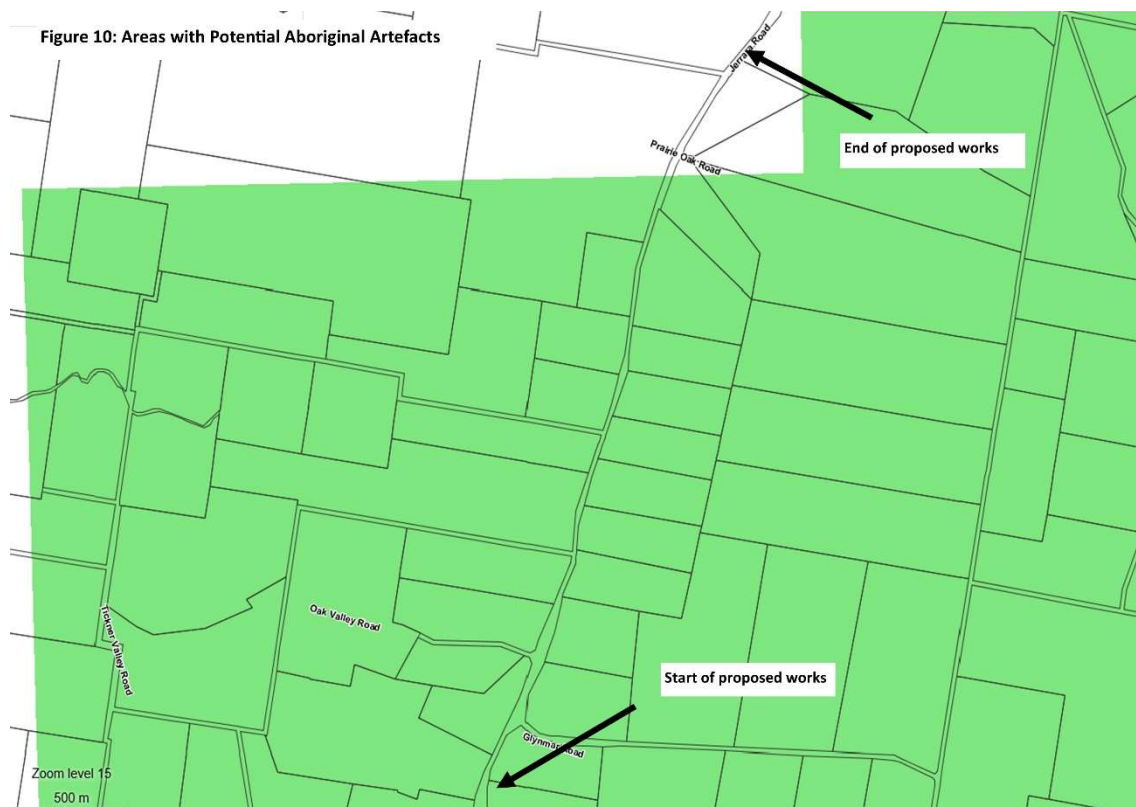 Figure 10: Areas with Potential Aboriginal Artefacts
Jerrara Road
End of proposed works
Prairie Oak Road
Oak Valley Road
Tickner Valley Road
Start of proposed works
Glynmar Road
Zoom level 15
500 m